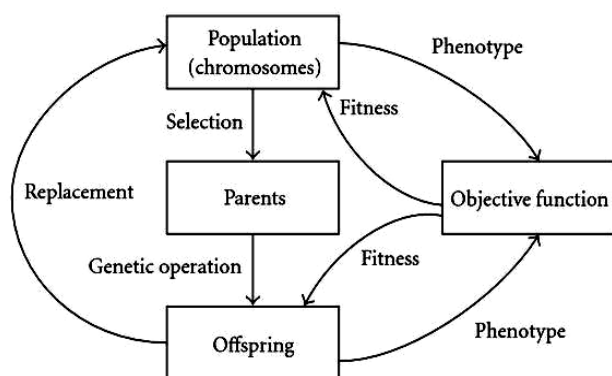 Population
(chromosomes)
Phenotype
Selection
Fitness
Replacement
Parents
Objective function
Genetic operation
Fitness
Offspring
Phenotype